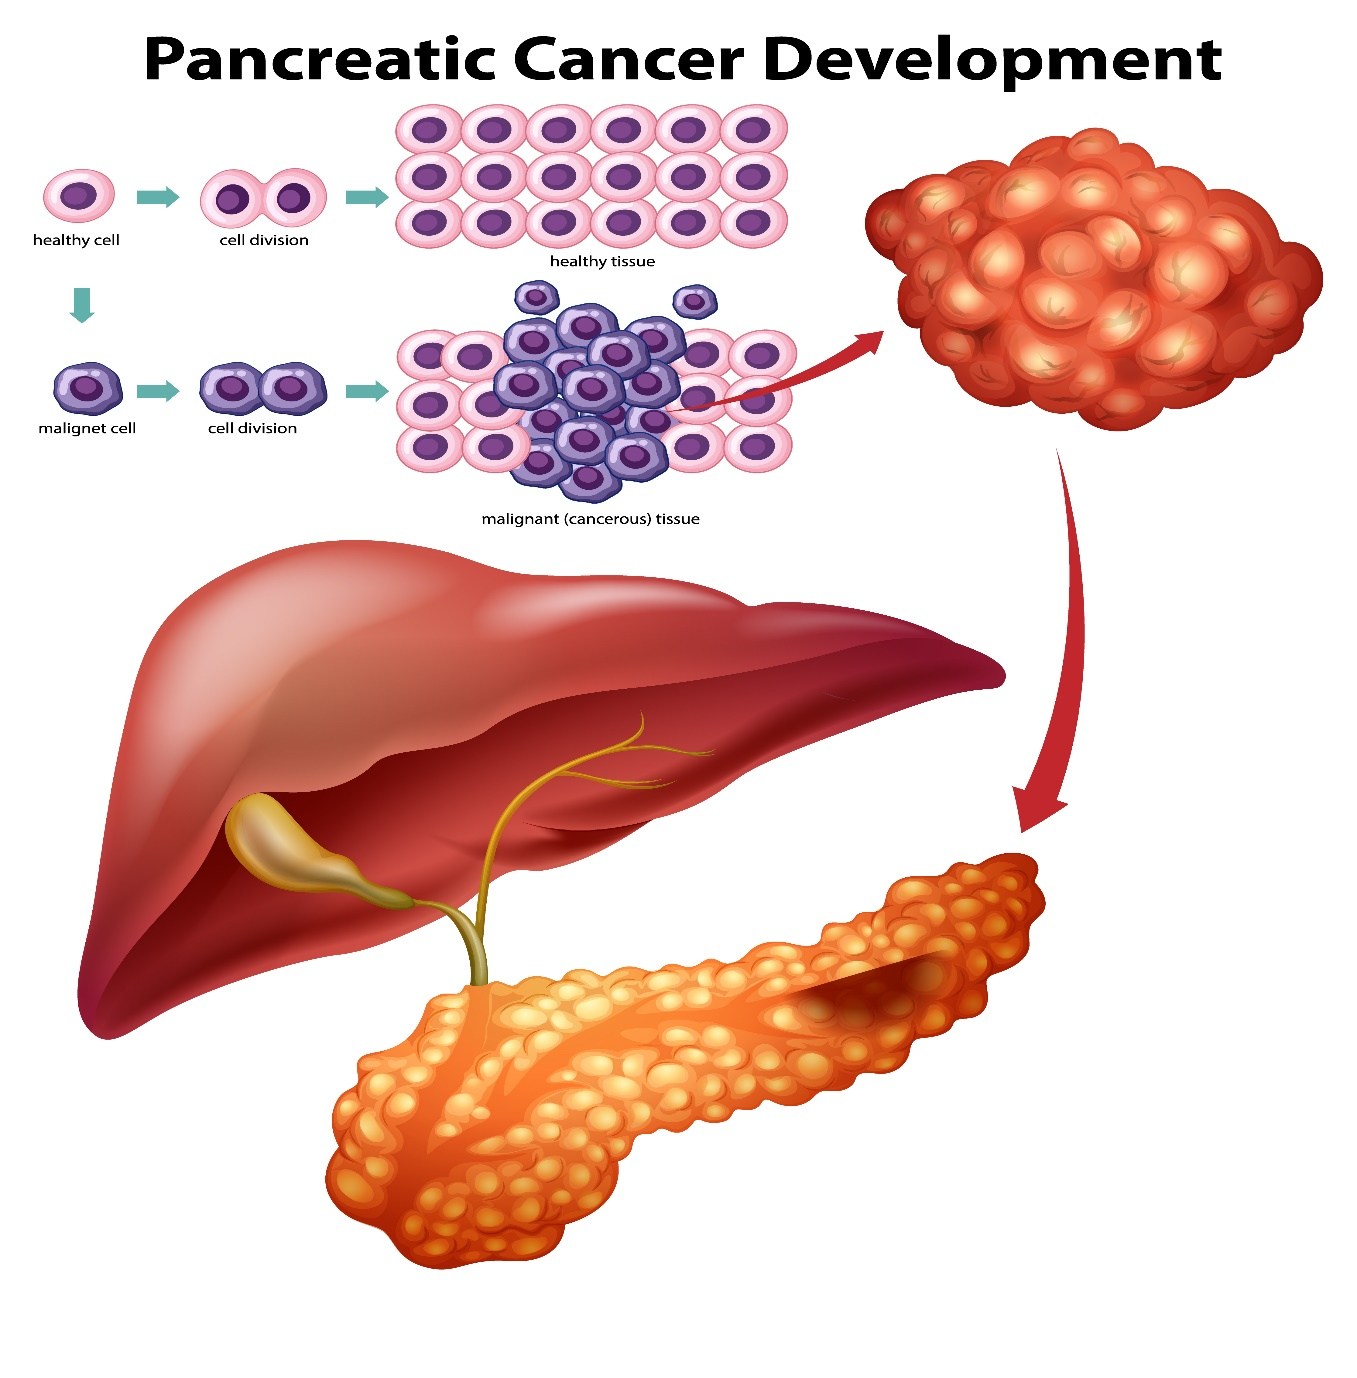 Pancreatic Cancer Development
healthy cell
cell division
healthy tissue
malignet cell
cell division
malignant (cancerous) tissue